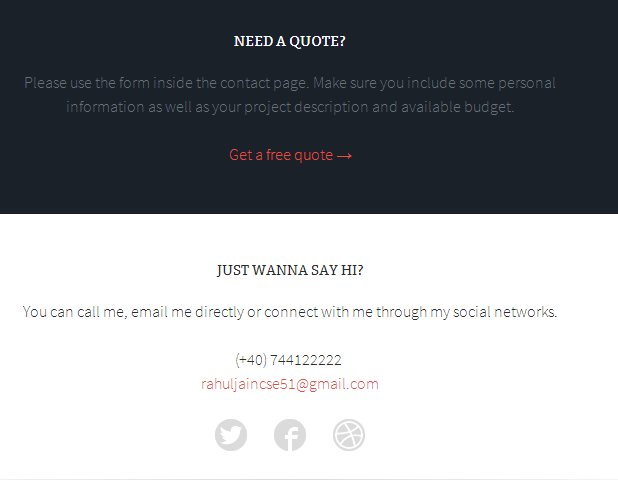 NEED A QUOTE?
Please use the form inside the contact page. Make sure you include some personal
information as well as your project description and available budget.
Get a free quote →
JUST WANNA SAY HI?
You can call me, email me directly or connect with me through my social networks.
(+40) 744122222
rahuljaincse51@gmail.com